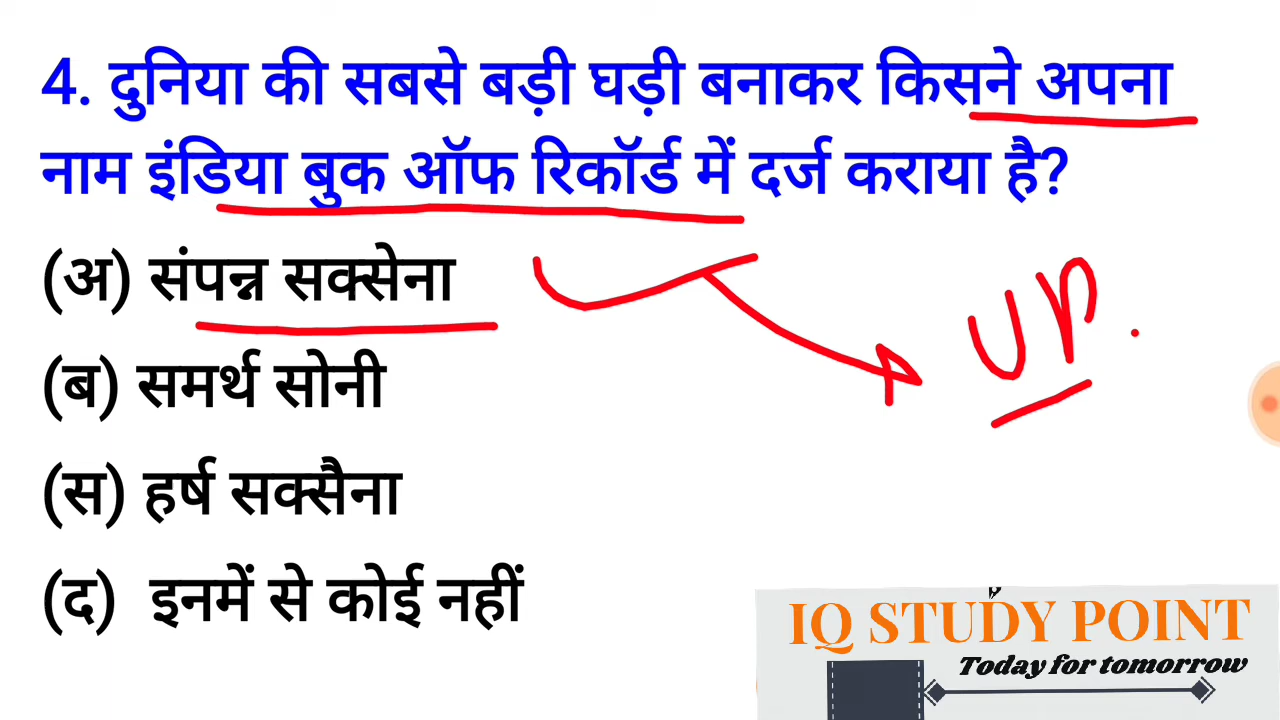 4. दुनिया की सबसे बड़ी घड़ी बनाकर किसने अपना
नाम इंडिया बुक ऑफ रिकॉर्ड में दर्ज कराया है?
(अ) संपन्न सक्सेना
UP.
(ब) समर्थ सोनी
(स) हर्ष सक्सैना
(द) इनमें से कोई नहीं
IQ STUDY POINT
Today for tomorrow